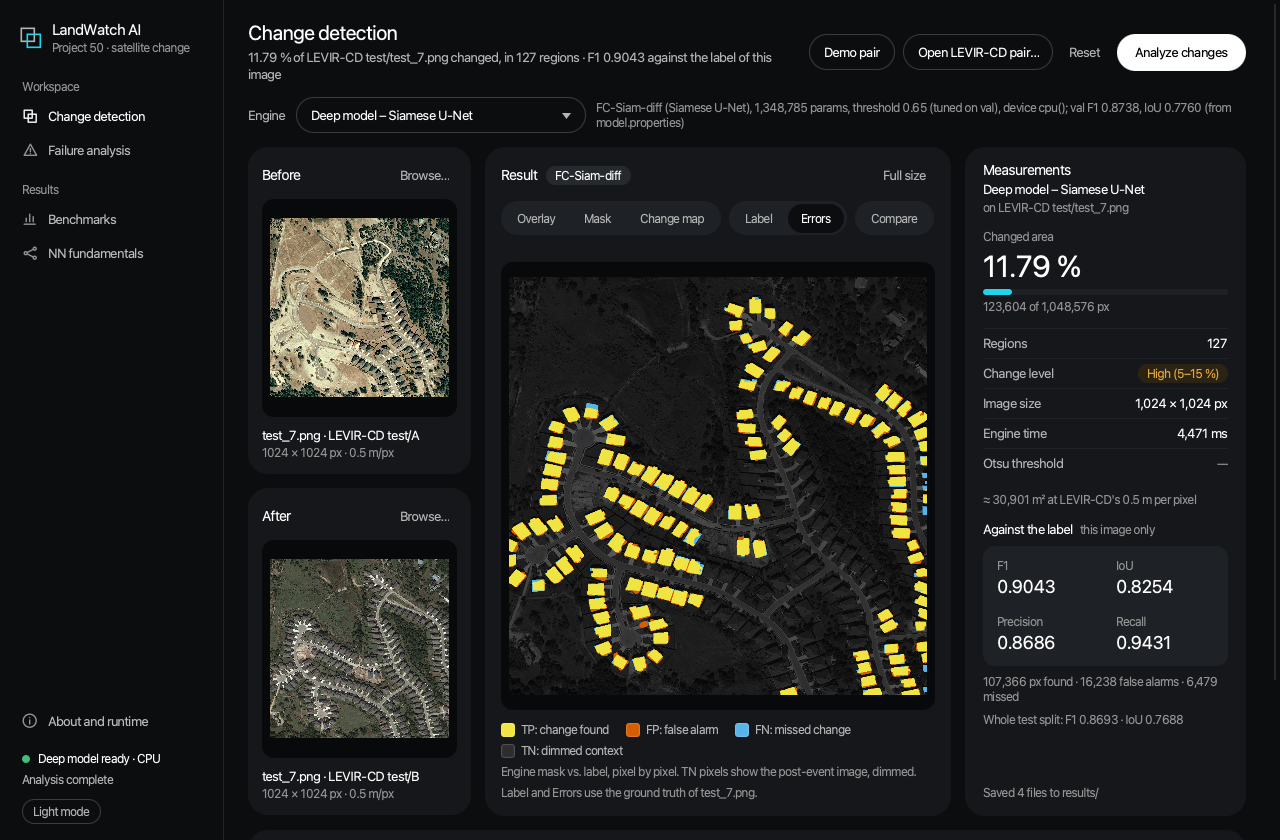 LandWatch AI
Project 50 · satellite change
Workspace
Change detection
Failure analysis
Results
Benchmarks
NN fundamentals
About and runtime
Deep model ready · CPU
Analysis complete
Light mode
Change detection
11.79 % of LEVIR-CD test/test_7.png changed, in 127 regions · F1 0.9043 against the label of this
image
Demo pair
Open LEVIR-CD pair...
Reset
Analyze changes
Engine
Deep model – Siamese U-Net
FC-Siam-diff (Siamese U-Net), 1,348,785 params, threshold 0.65 (tuned on val), device cpu(); val F1 0.8738, IoU 0.7760 (from
model.properties)
Before
Browse...
test_7.png · LEVIR-CD test/A
1024 × 1024 px · 0.5 m/px
After
Browse...
test_7.png · LEVIR-CD test/B
1024 × 1024 px · 0.5 m/px
Result
FC-Siam-diff
Full size
Overlay
Mask
Change map
Label
Errors
Compare
TP: change found
FP: false alarm
FN: missed change
TN: dimmed context
Engine mask vs. label, pixel by pixel. TN pixels show the post-event image, dimmed.
Label and Errors use the ground truth of test_7.png.
Measurements
Deep model – Siamese U-Net
on LEVIR-CD test/test_7.png
Changed area
11.79 %
123,604 of 1,048,576 px
Regions 127
Change level High (5–15 %)
Image size 1,024 × 1,024 px
Engine time 4,471 ms
Otsu threshold —
≈ 30,901 m² at LEVIR-CD's 0.5 m per pixel
Against the label this image only
F1 IoU
0.9043 0.8254
Precision Recall
0.8686 0.9431
107,366 px found · 16,238 false alarms · 6,479
missed
Whole test split: F1 0.8693 · IoU 0.7688
Saved 4 files to results/